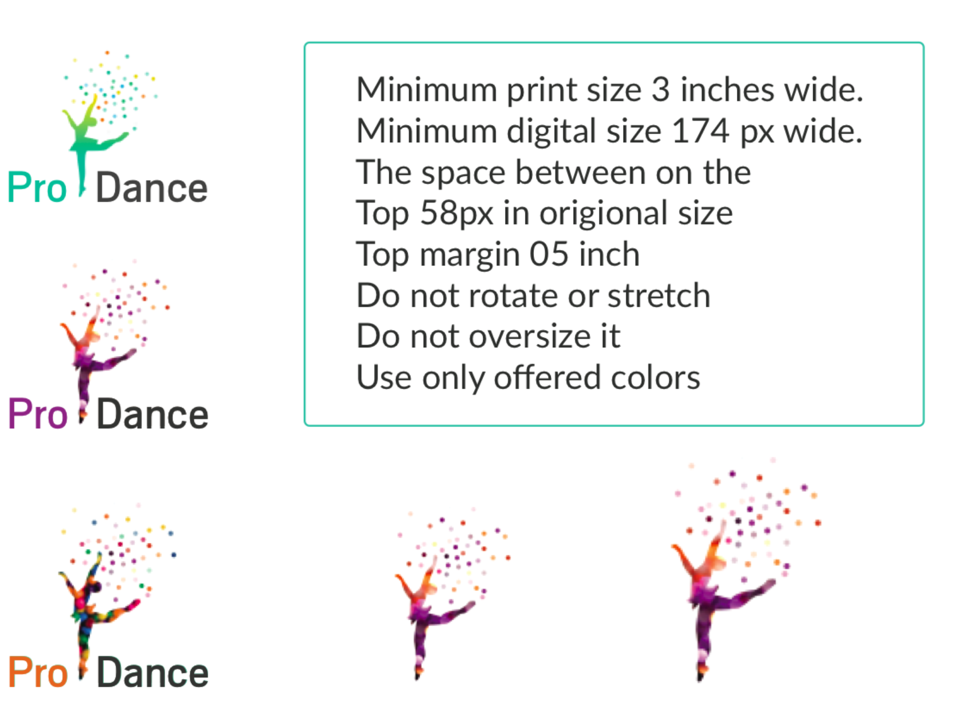 Minimum print size 3 inches wide.
Minimum digital size 174 px wide.
The space between on the
Top 58px in origional size
Top margin 05 inch
Do not rotate or stretch
Do not oversize it
Use only offered colors
Pro Dance
Pro Dance
Pro Dance